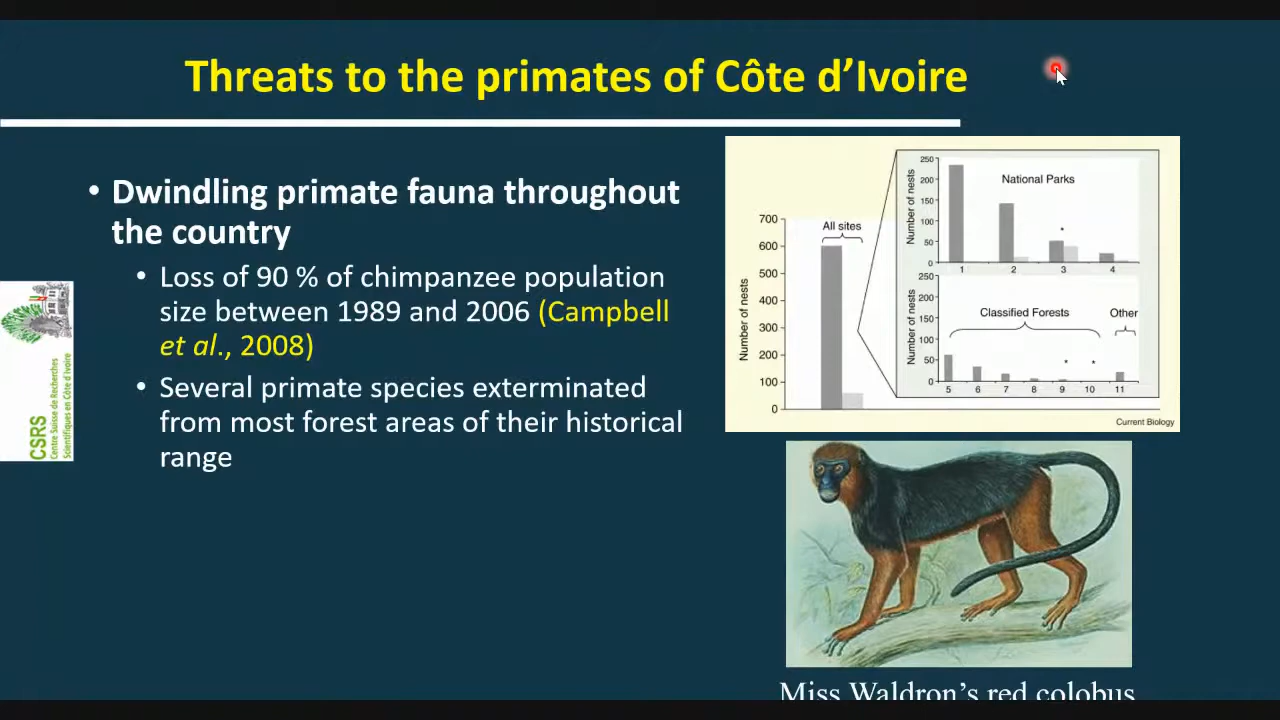 Threats to the primates of Côte d’Ivoire
• Dwindling primate fauna throughout
the country
• Loss of 90 % of chimpanzee population
size between 1989 and 2006 (Campbell
et al., 2008)
• Several primate species exterminated
from most forest areas of their historical
range
CSRS
Centre Suisse de Recherches
Scientifiques en Côte d'Ivoire
Number of nests
700
600
500
400
300
200
100
0
All sites
Number of nests
250
200
150
100
50
0
National Parks
*
1 2 3 4
Number of nests
250
200
150
100
50
0
Classified Forests
Other
* *
5 6 7 8 9 10 11
Current Biology
Miss Waldron’s red colobus